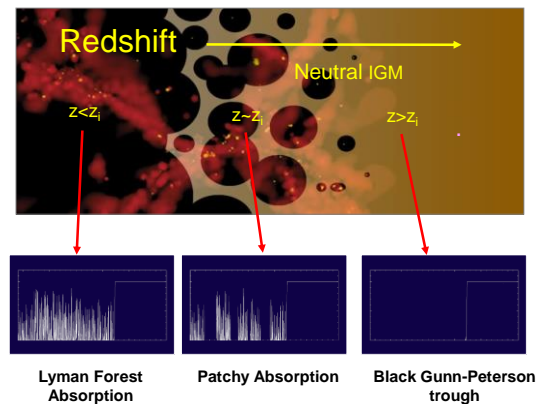 Redshift
Neutral IGM
z<zi
z~zi
z>zi
Lyman Forest
Absorption
Patchy Absorption
Black Gunn-Peterson
trough